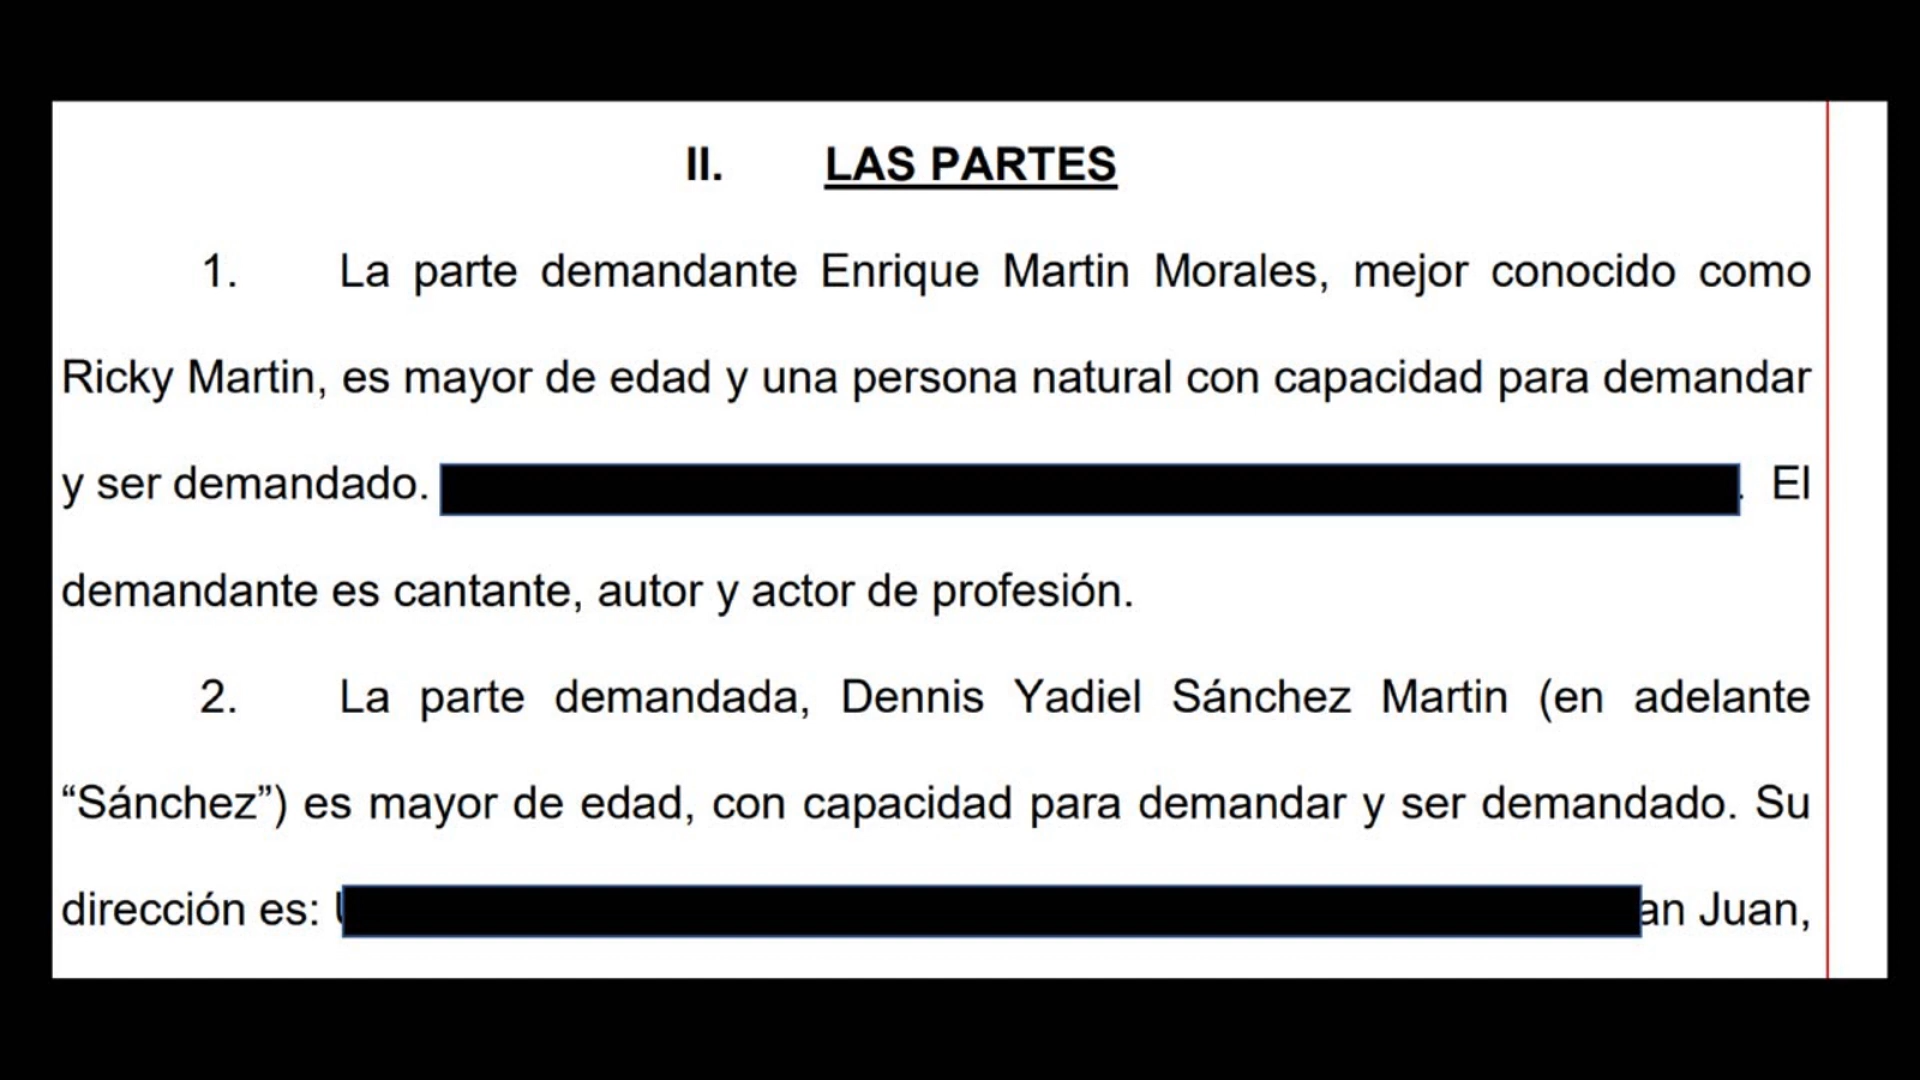 II. LAS PARTES
1. La parte demandante Enrique Martin Morales, mejor conocido como
Ricky Martin, es mayor de edad y una persona natural con capacidad para demandar
y ser demandado. . El
demandante es cantante, autor y actor de profesión.
2. La parte demandada, Dennis Yadiel Sánchez Martin (en adelante
“Sánchez”) es mayor de edad, con capacidad para demandar y ser demandado. Su
dirección es: an Juan,